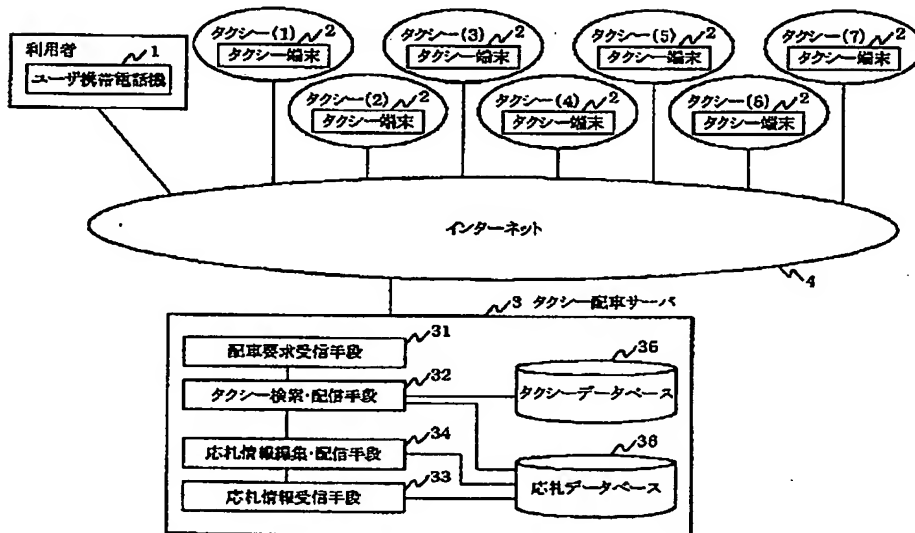 利用者
1
ユーザ携帯電話機
タクシー(1) 2
タクシー端末
タクシー(3) 2
タクシー端末
タクシー(5) 2
タクシー端末
タクシー(7) 2
タクシー端末
タクシー(2) 2
タクシー端末
タクシー(4) 2
タクシー端末
タクシー(6) 2
タクシー端末
インターネット
4
3 タクシー配車サーバ
31
配車要求受信手段
32
タクシー検索・配信手段
36
タクシーデータベース
34
応札情報編集・配信手段
33
応札情報受信手段
36
応札データベース